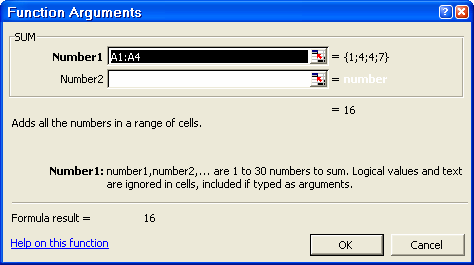 Function Arguments
SUM
Number1 A1:A4 = {1;4;4;7}
Number2 = number
= 16
Adds all the numbers in a range of cells.
Number1: number1,number2,... are 1 to 30 numbers to sum. Logical values and text
are ignored in cells, included if typed as arguments.
Formula result = 16
Help on this function OK Cancel